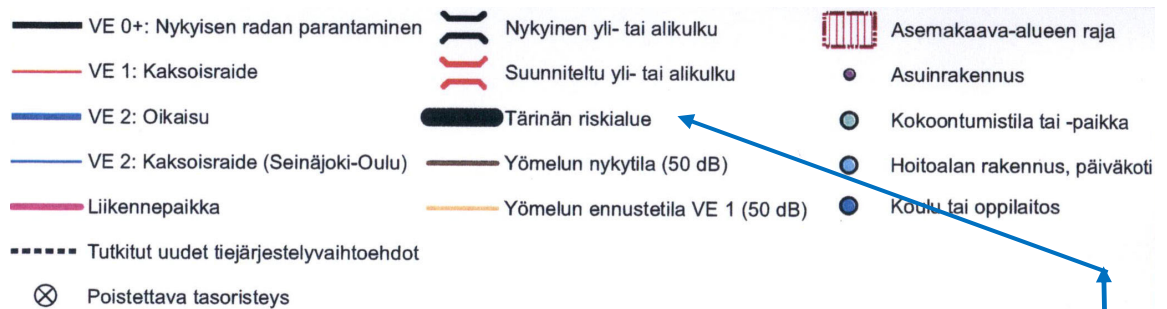 VE 0+: Nykyisen radan parantaminen
VE 1: Kaksoisraide
VE 2: Oikaisu
VE 2: Kaksoisraide (Seinäjoki-Oulu)
Liikennepaikka
Tutkitut uudet tiejärjestelyvaihtoehdot
Poistettava tasoristeys
Nykyinen yli- tai alikulku
Suunniteltu yli- tai alikulku
Tärinän riskialue
Yömelun nykytila (50 dB)
Yömelun ennustetila VE 1 (50 dB)
Asemakaava-alueen raja
Asuinrakennus
Kokoontumistila tai -paikka
Hoitoalan rakennus, päiväkoti
Koulu tai oppilaitos